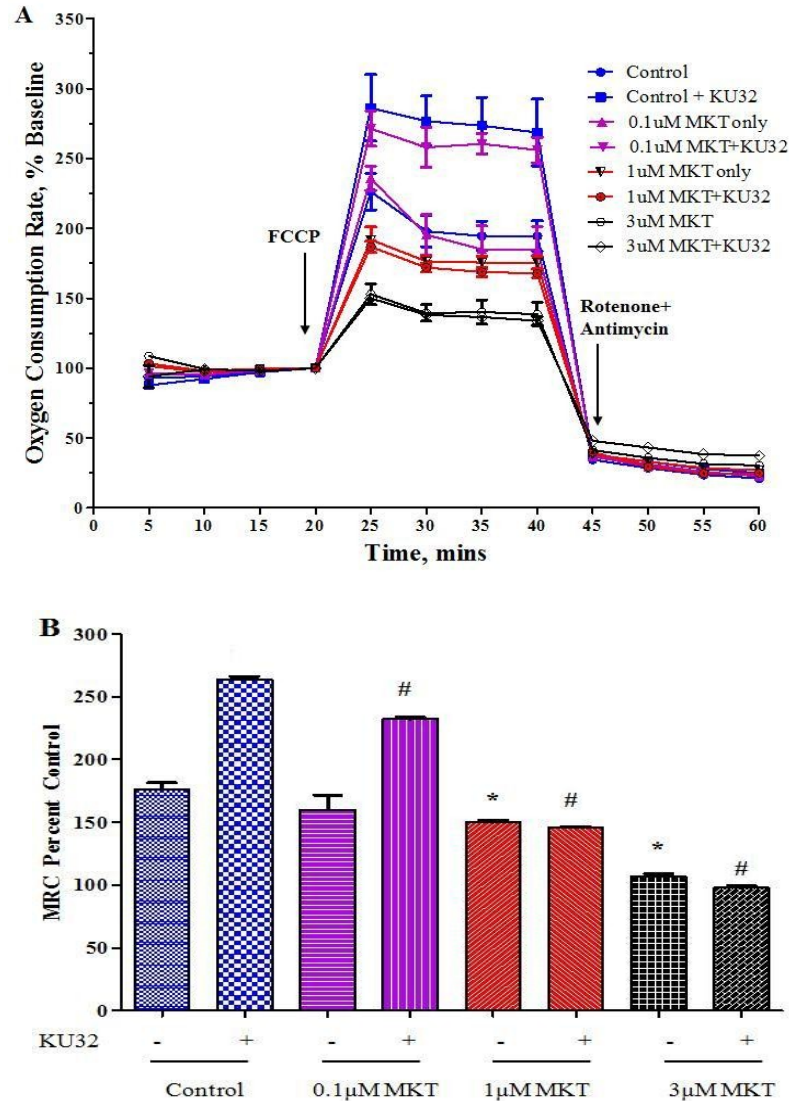 A
350
300
250
200
150
100
50
0
Oxygen Consumption Rate, % Baseline
FCCP
Rotenone+
Antimycin
Control
Control + KU32
0.1uM MKT only
0.1uM MKT+KU32
1uM MKT only
1uM MKT+KU32
3uM MKT
3uM MKT+KU32
0 5 10 15 20 25 30 35 40 45 50 55 60
Time, mins
B
300
250
200
150
100
50
0
MRC Percent Control
#
*
#
*
#
KU32 - + - + - + - +
Control 0.1µM MKT 1µM MKT 3µM MKT